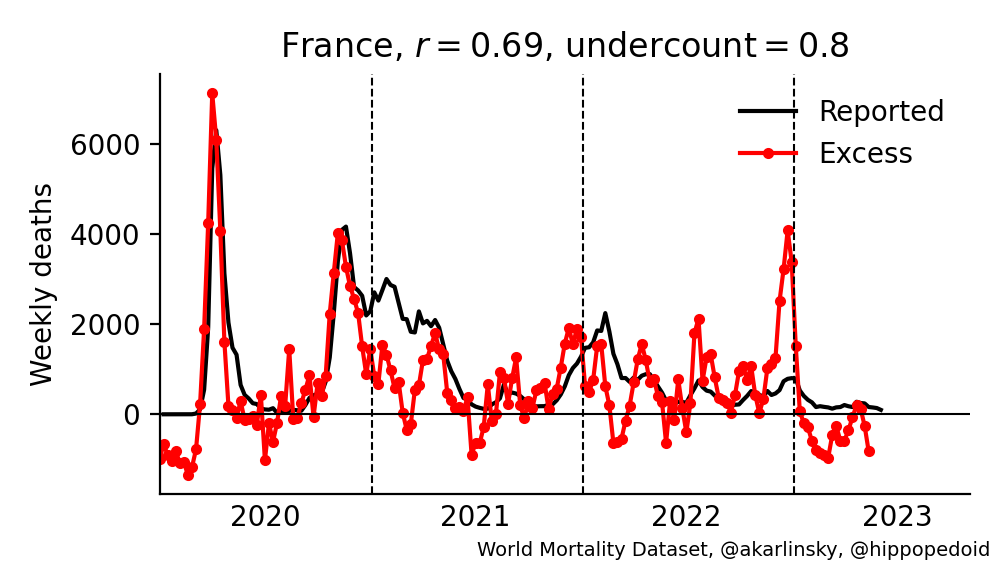 France, r = 0.69, undercount = 0.8
Reported
Excess
Weekly deaths
6000
4000
2000
0
2020 2021 2022 2023
World Mortality Dataset, @akarlinsky, @hippopedoid